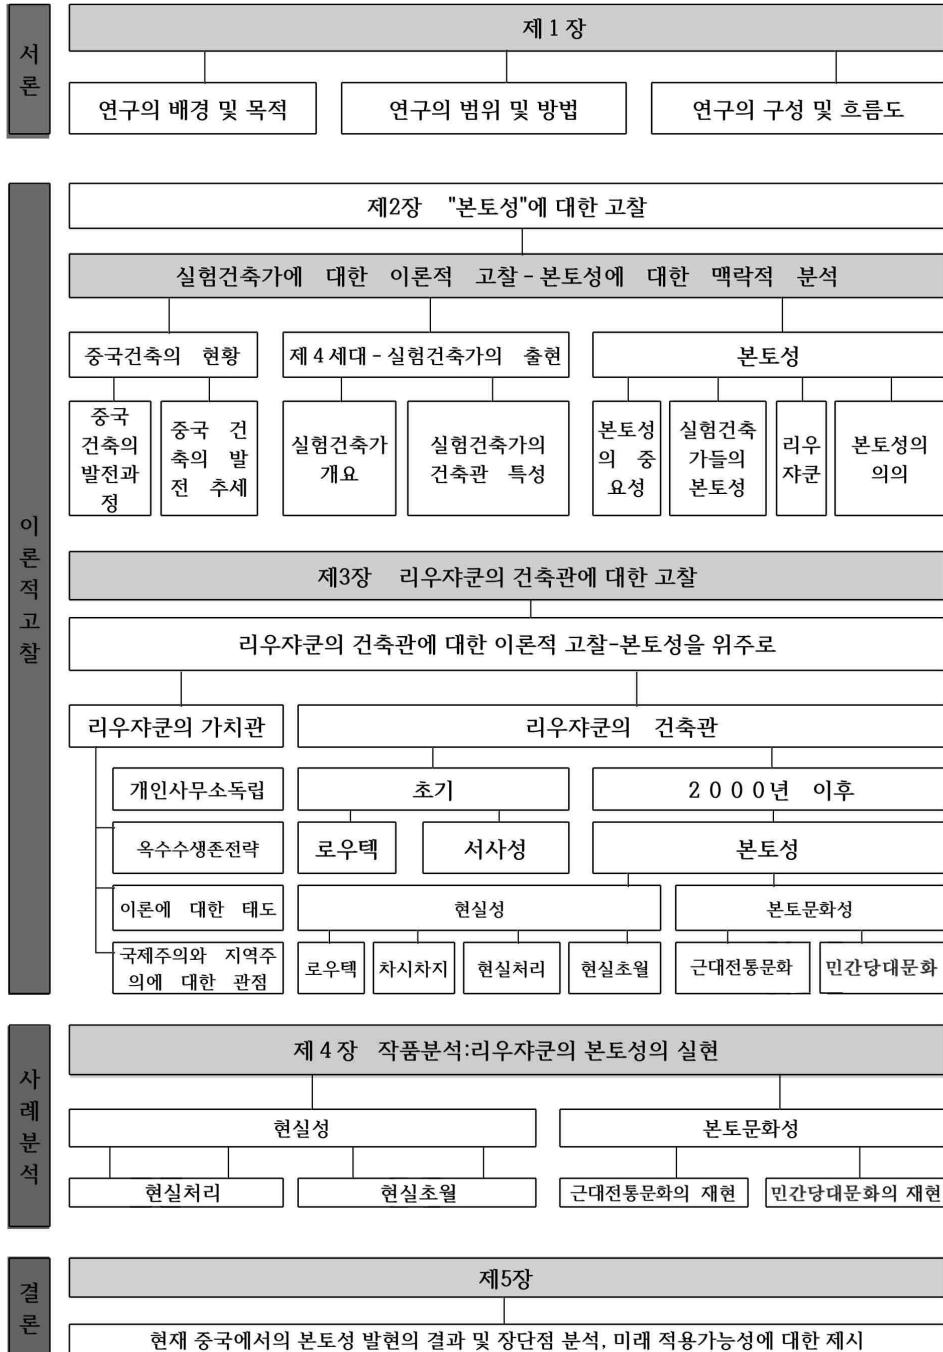 서론
제 1 장
연구의 배경 및 목적
연구의 범위 및 방법
연구의 구성 및 흐름도
이론적고찰
제2장 "본토성"에 대한 고찰
실험건축가에 대한 이론적 고찰 - 본토성에 대한 맥락적 분석
중국건축의 현황
제 4 세대 - 실험건축가의 출현
본토성
중국
건축의
발전과
정
중국 건
축의 발
전 추세
실험건축가
개요
실험건축가의
건축관 특성
본토성
의 중
요성
실험건축
가들의
본토성
리우
쟈쿤
본토성의
의의
제3장 리우쟈쿤의 건축관에 대한 고찰
리우쟈쿤의 건축관에 대한 이론적 고찰-본토성을 위주로
리우쟈쿤의 가치관
리우쟈쿤의 건축관
개인사무소독립
초기
2 0 0 0 년 이후
옥수수생존전략
로우텍
서사성
본토성
이론에 대한 태도
현실성
본토문화성
국제주의와 지역주
의에 대한 관점
로우텍
차시차지
현실처리
현실초월
근대전통문화
민간당대문화
사례분석
제 4 장 작품분석:리우쟈쿤의 본토성의 실현
현실성
본토문화성
현실처리
현실초월
근대전통문화의 재현
민간당대문화의 재현
결론
제5장
현재 중국에서의 본토성 발현의 결과 및 장단점 분석, 미래 적용가능성에 대한 제시